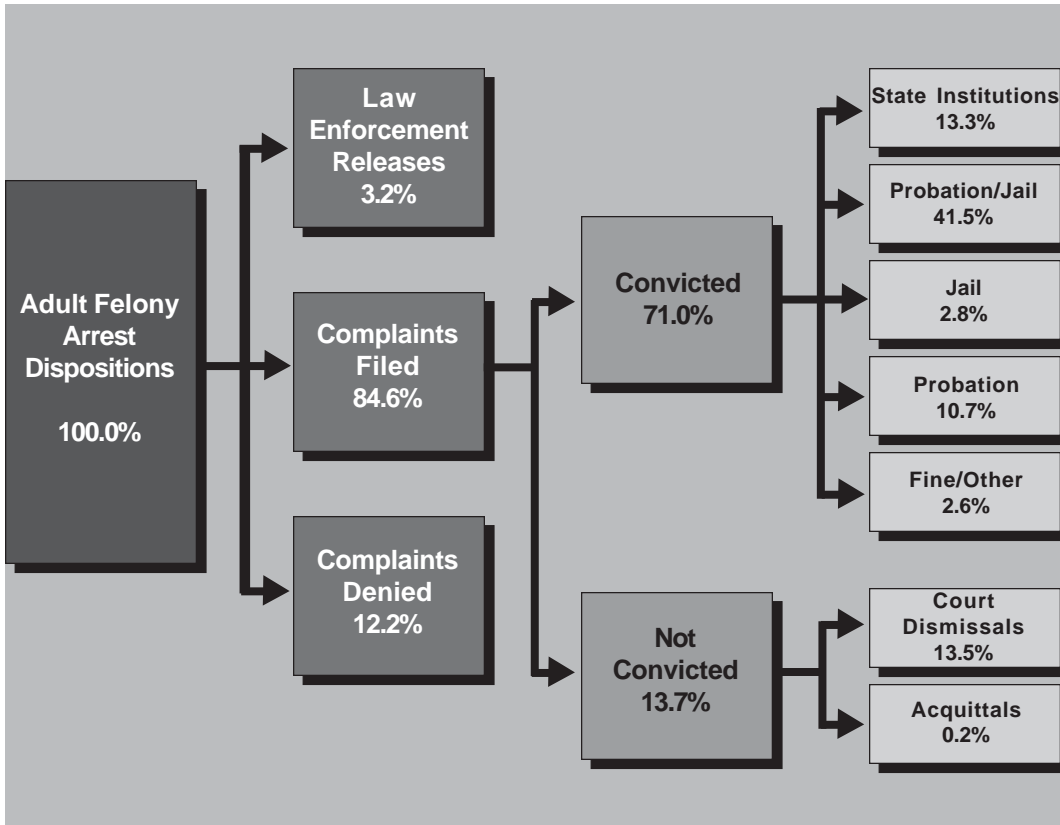 Adult Felony
Arrest
Dispositions
100.0%
Law
Enforcement
Releases
3.2%
Complaints
Filed
84.6%
Complaints
Denied
12.2%
Convicted
71.0%
Not
Convicted
13.7%
State Institutions
13.3%
Probation/Jail
41.5%
Jail
2.8%
Probation
10.7%
Fine/Other
2.6%
Court
Dismissals
13.5%
Acquittals
0.2%